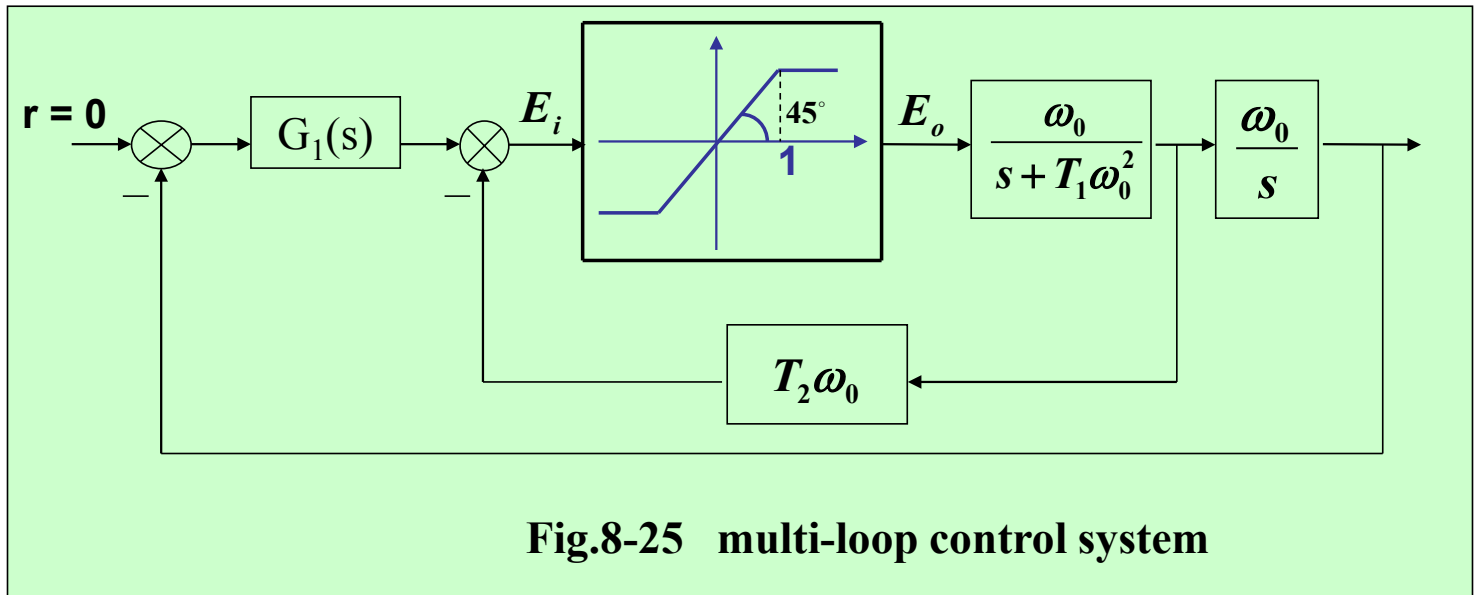 r = 0
G₁(s)
Eᵢ
45°
1
Eₒ
ω₀
s + T₁ω₀²
ω₀
s
T₂ω₀
Fig.8-25 multi-loop control system